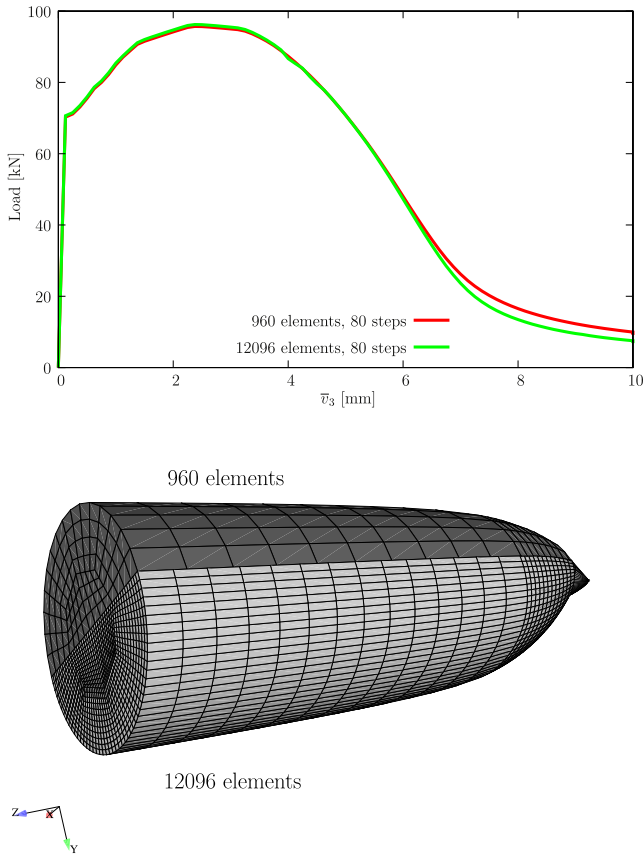 100
80
60
40
20
0
Load [kN]
960 elements, 80 steps
12096 elements, 80 steps
0 2 4 6 8 10
v̅₃ [mm]
960 elements
12096 elements
Z
X
Y